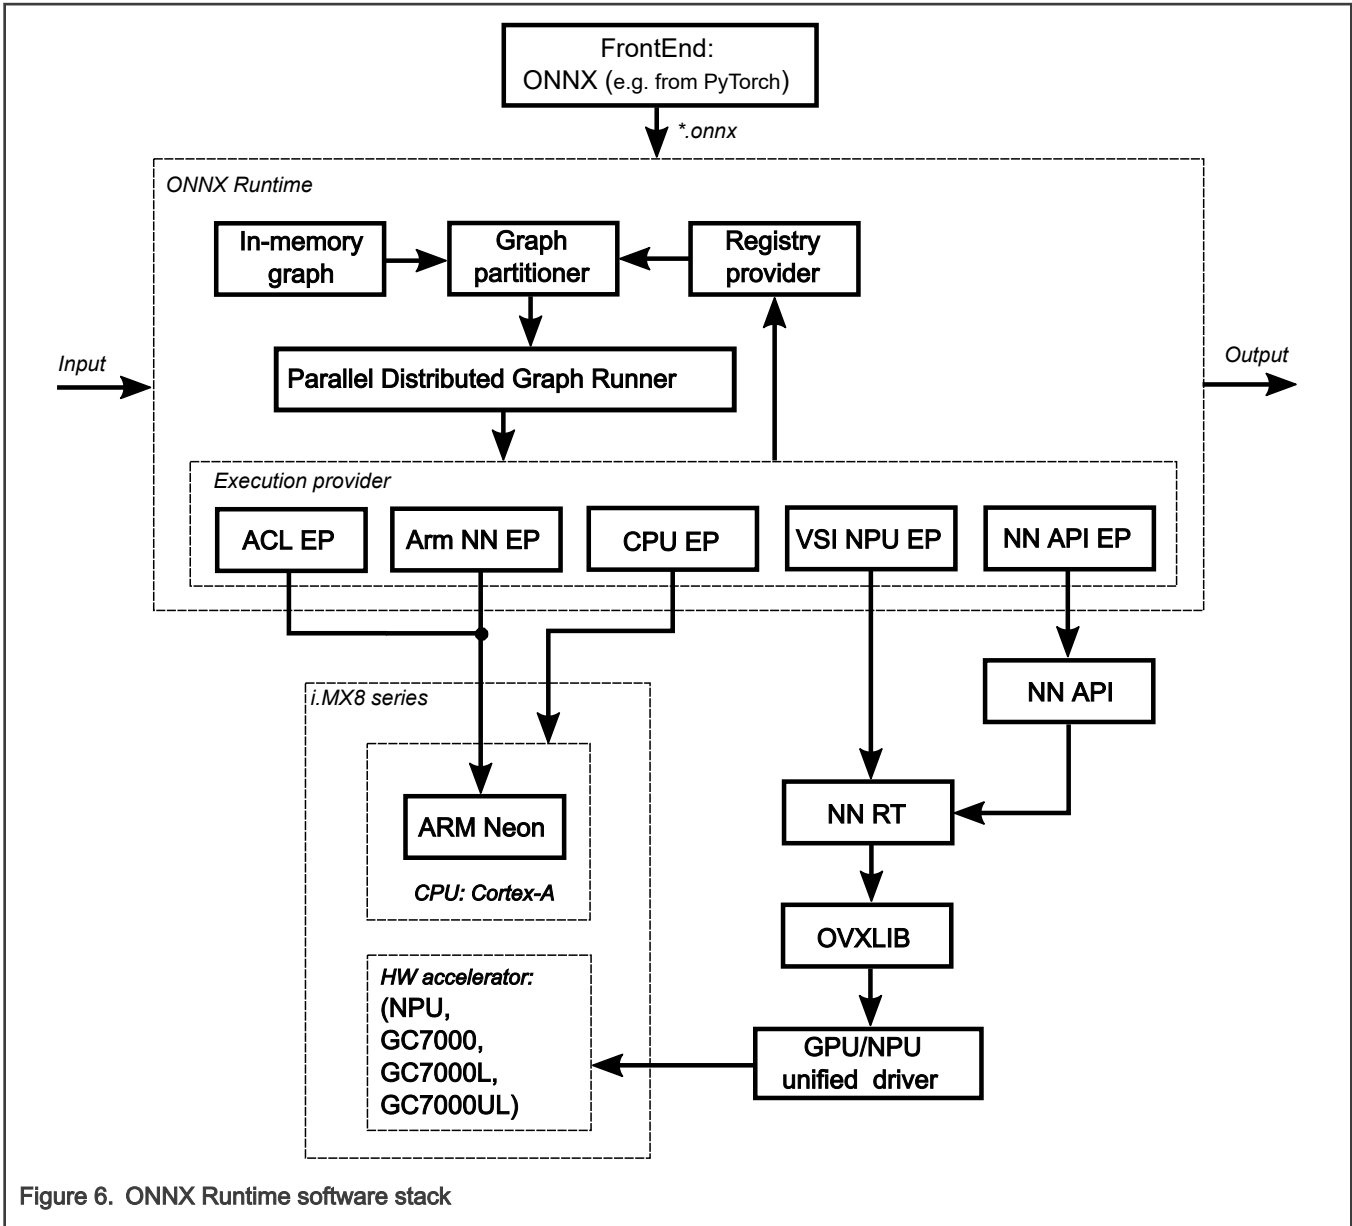 FrontEnd:
ONNX (e.g. from PyTorch)
*.onnx
ONNX Runtime
In-memory
graph
Graph
partitioner
Registry
provider
Input
Output
Parallel Distributed Graph Runner
Execution provider
ACL EP
Arm NN EP
CPU EP
VSI NPU EP
NN API EP
NN API
i.MX8 series
NN RT
ARM Neon
CPU: Cortex-A
OVXLIB
HW accelerator:
(NPU,
GC7000,
GC7000L,
GC7000UL)
GPU/NPU
unified driver
Figure 6. ONNX Runtime software stack